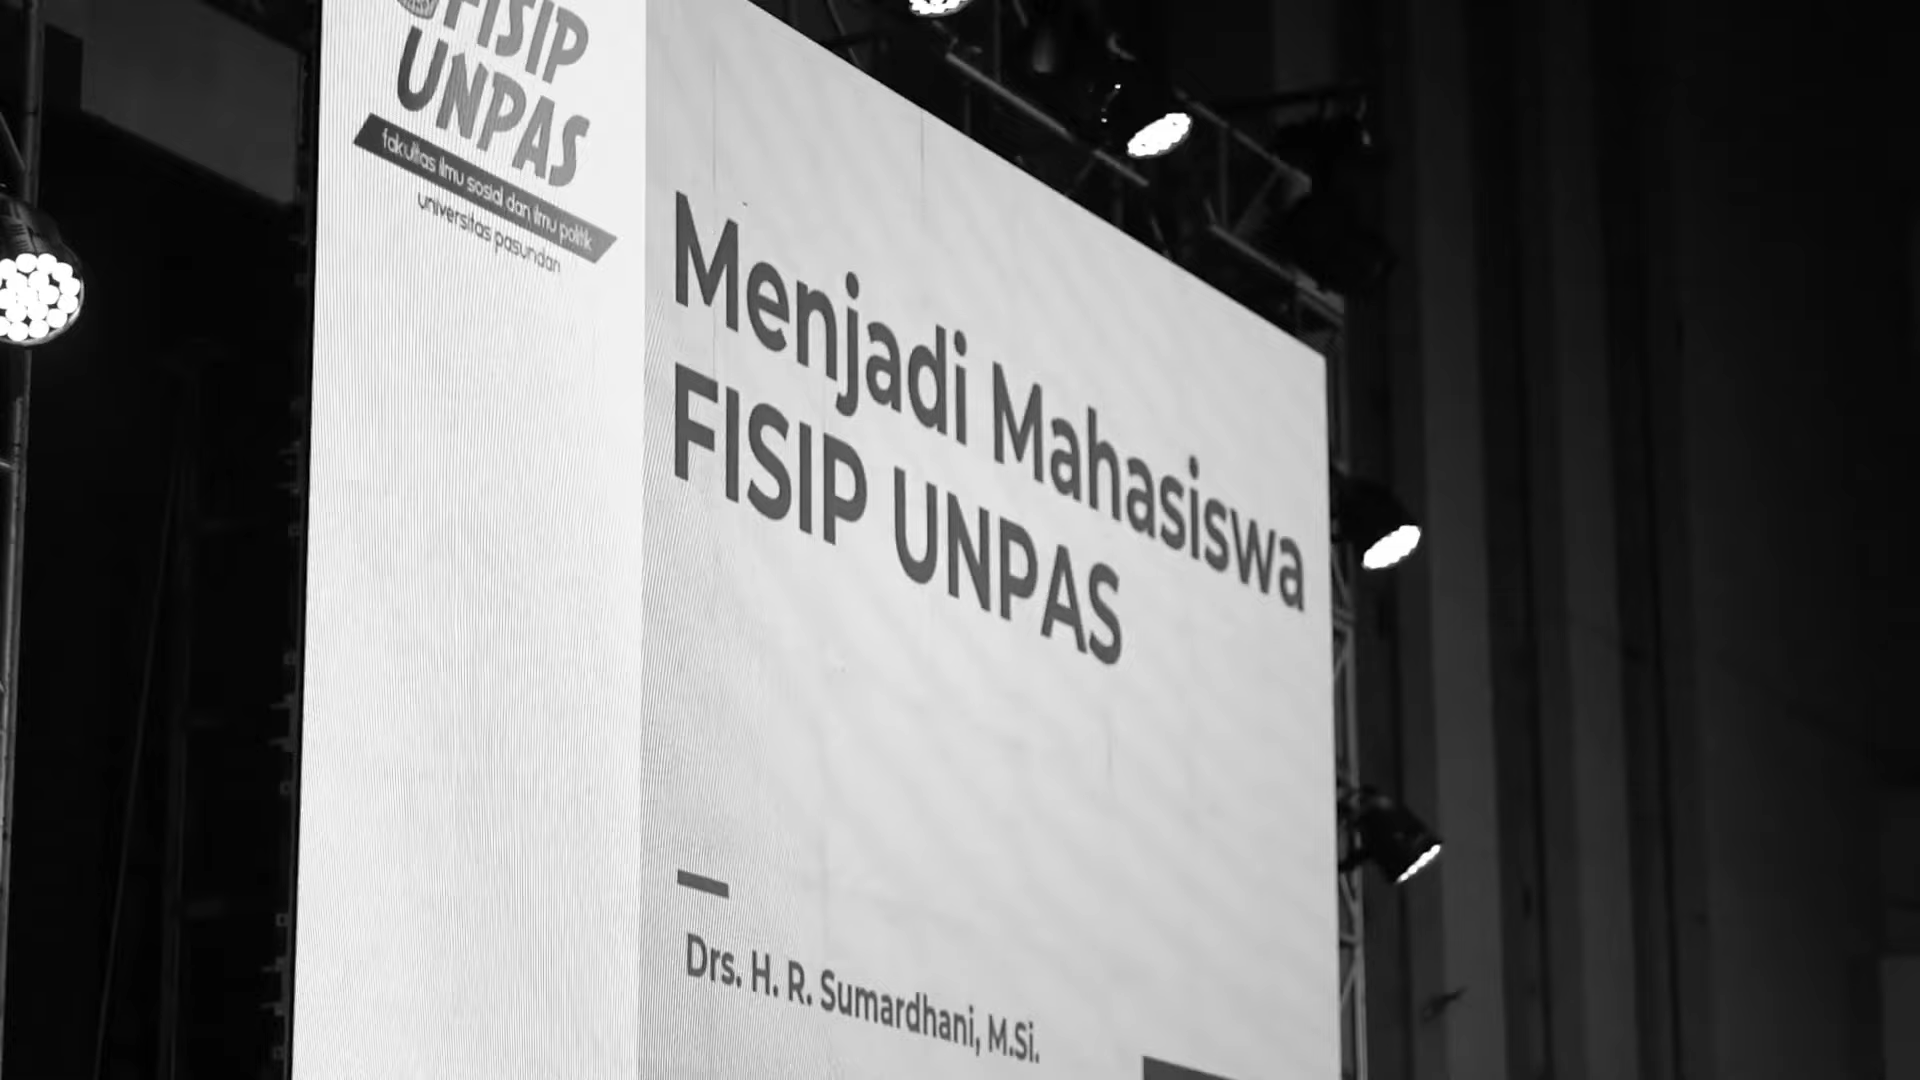 FISIP
UNPAS
fakultas ilmu sosial dan ilmu politik
universitas pasundan
Menjadi Mahasiswa
FISIP UNPAS
Drs. H. R. Sumardhani, M.Si.